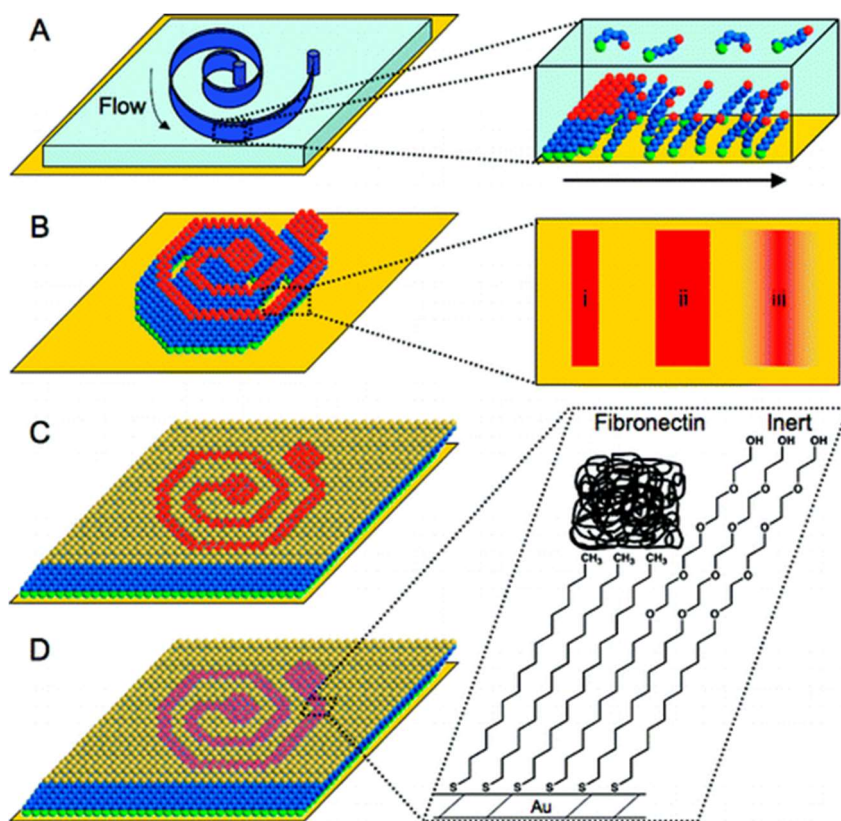 A
Flow
B
i
ii
iii
C
Fibronectin
Inert
OH
OH
OH
O
O
O
O
O
O
O
O
O
CH₃
CH₃
CH₃
D
S
S
S
S
S
S
Au